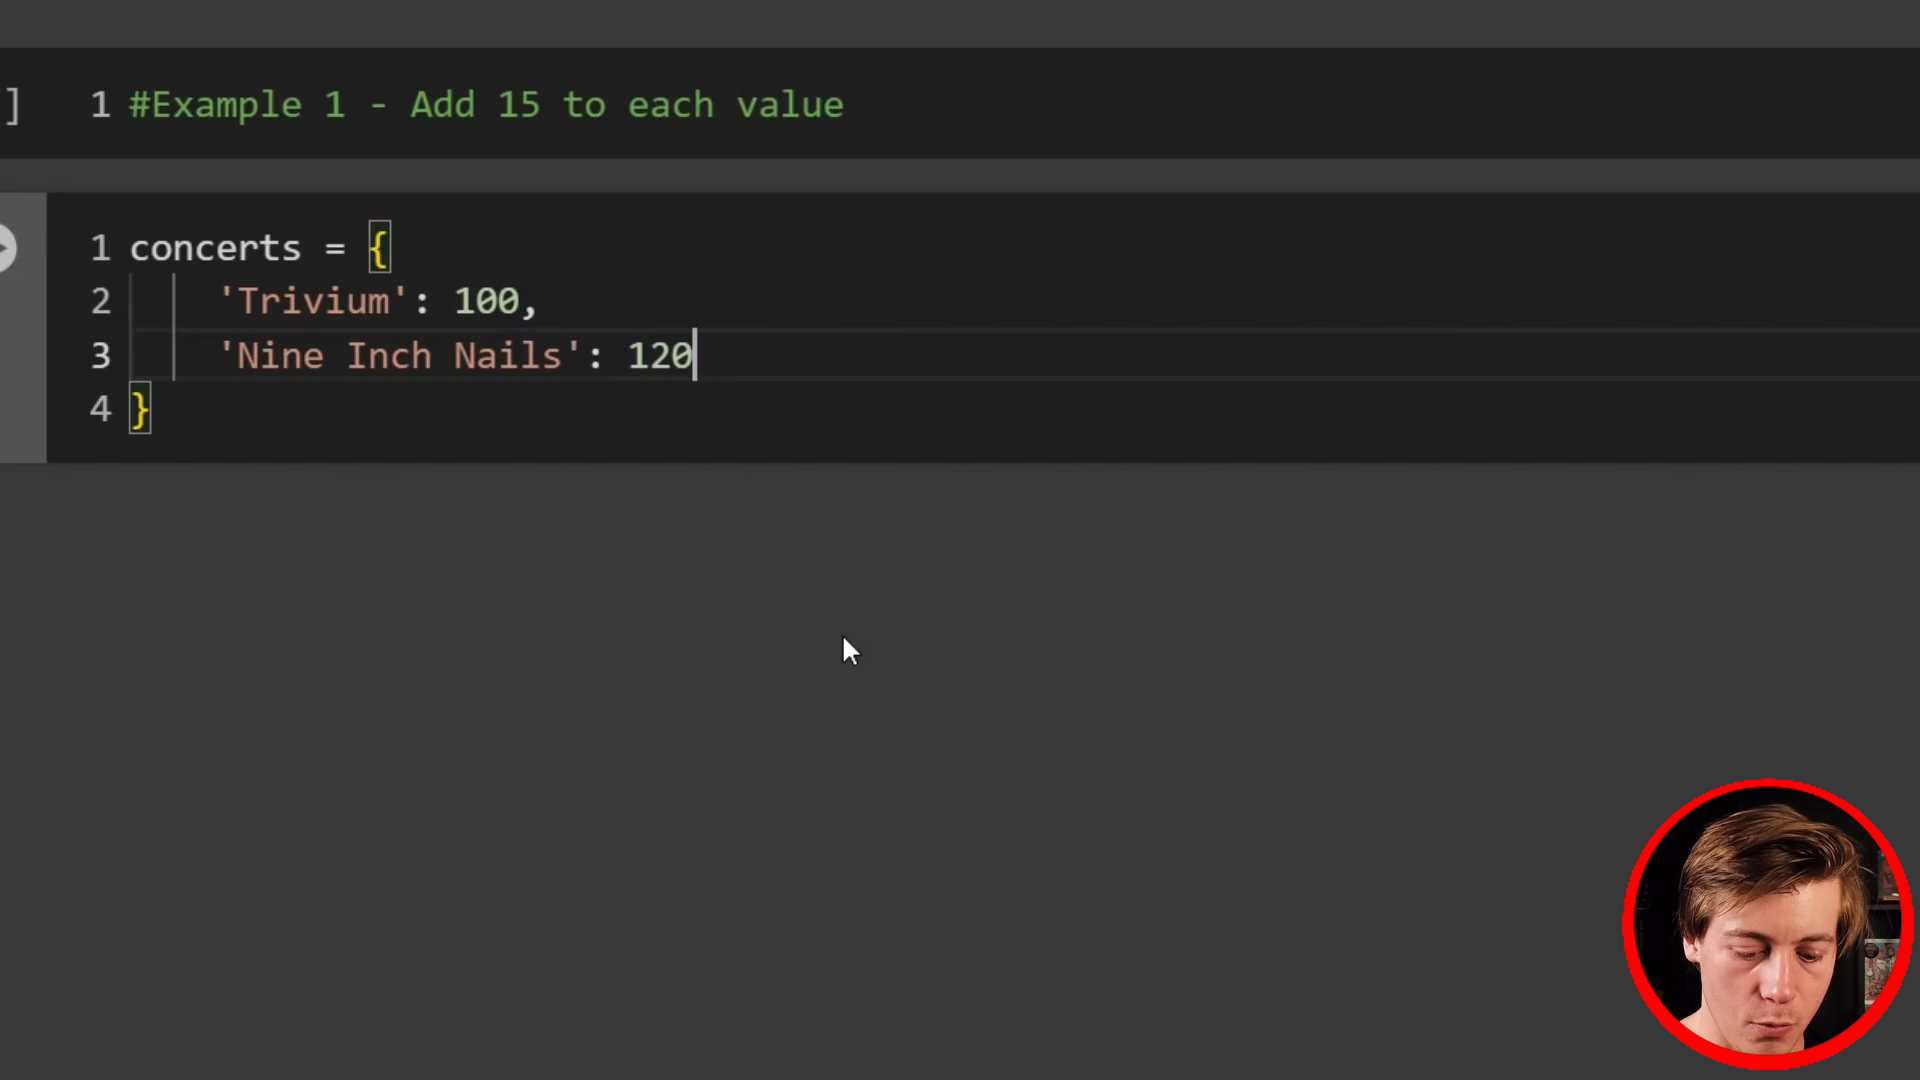 ] 1 #Example 1 - Add 15 to each value
1 concerts = {
2 'Trivium': 100,
3 'Nine Inch Nails': 120
4 }